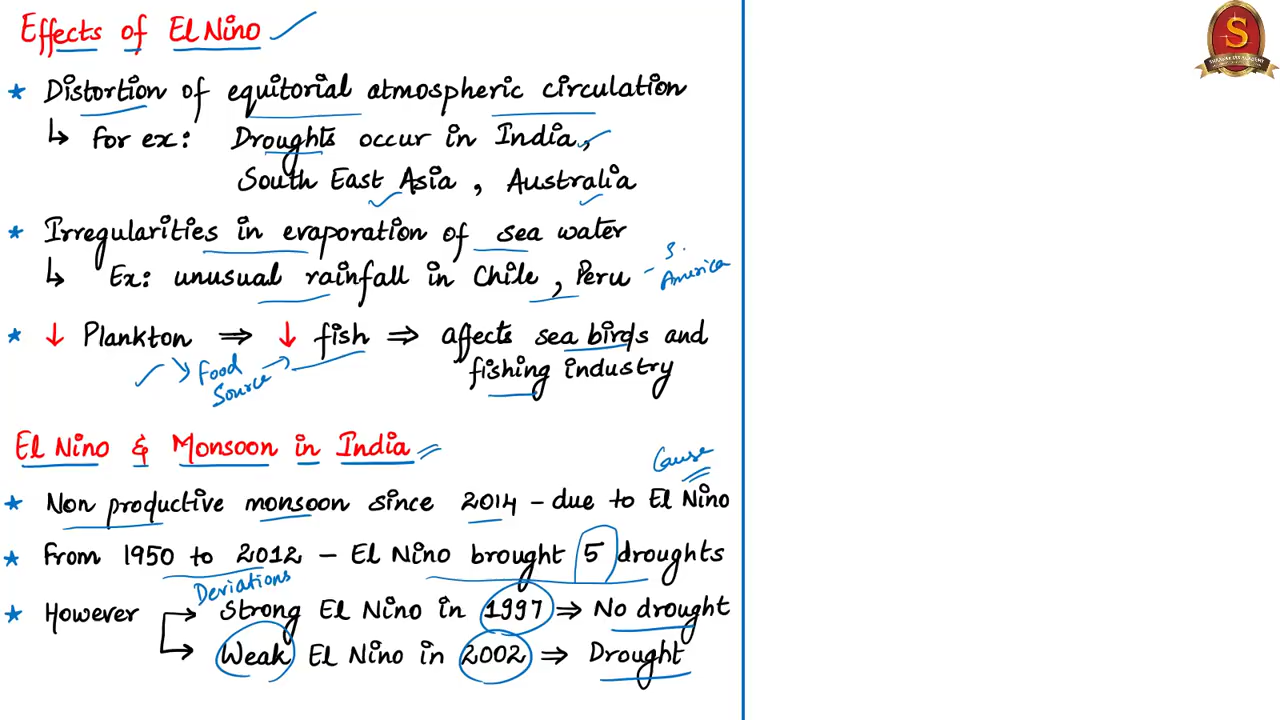 Effects of El Nino
* Distortion of equitorial atmospheric circulation
↳ for ex: Droughts occur in India,
South East Asia, Australia
* Irregularities in evaporation of sea water
↳ Ex: unusual rainfall in Chile, Peru - S. America
* ↓ Plankton ⇒ ↓ fish ⇒ affects sea birds and
fishing industry
Food Source
El Nino & Monsoon in India
Cause
* Non productive monsoon since 2014 - due to El Nino
* From 1950 to 2012 - El Nino brought 5 droughts
Deviations
* However → Strong El Nino in 1997 ⇒ No drought
→ Weak El Nino in 2002 ⇒ Drought
S